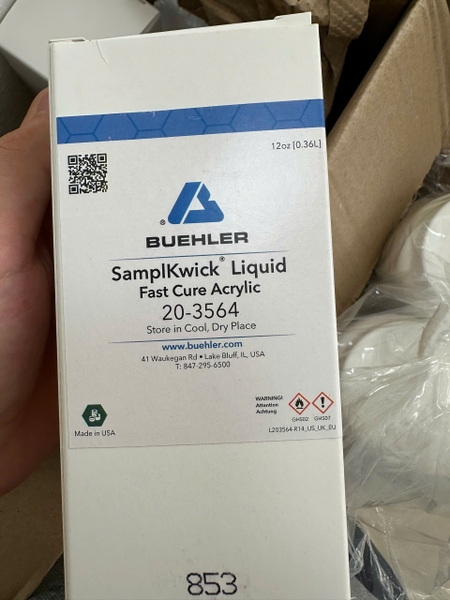 12oz [0.36L]
®
BUEHLER
SamplKwick® Liquid
Fast Cure Acrylic
20-3564
Store in Cool, Dry Place
www.buehler.com
41 Waukegan Rd • Lake Bluff, IL, USA
T: 847-295-6500
WARNING!
Attention
Achtung
GHS02 GHS07
Made in USA
L203564-R14_US_UK_EU
853